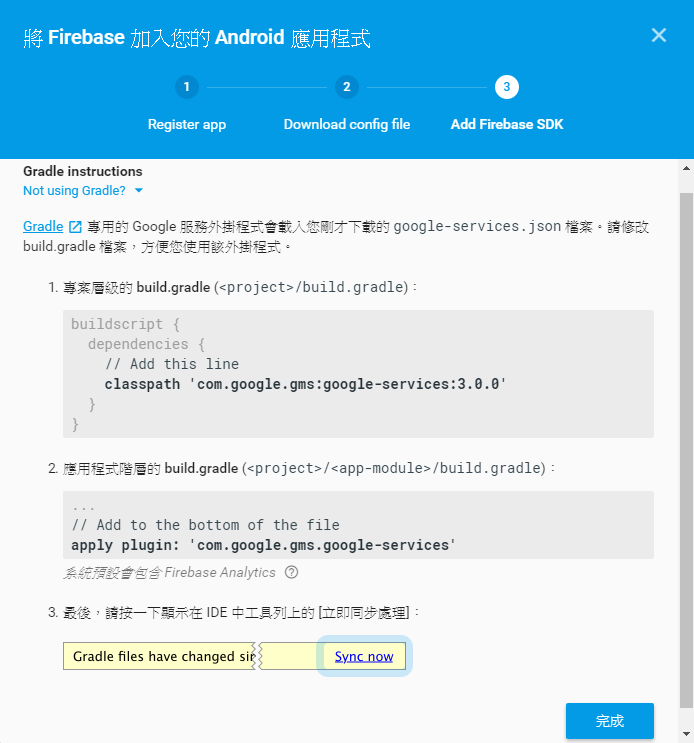 將 Firebase 加入您的 Android 應用程式
1
2
3
Register app
Download config file
Add Firebase SDK
Gradle instructions
Not using Gradle?
Gradle 專用的 Google 服務外掛程式會載入您剛才下載的 google-services.json 檔案。請修改
build.gradle 檔案，方便您使用該外掛程式。
1. 專案層級的 build.gradle (<project>/build.gradle)：
buildscript {
dependencies {
// Add this line
classpath 'com.google.gms:google-services:3.0.0'
}
}
2. 應用程式階層的 build.gradle (<project>/<app-module>/build.gradle)：
...
// Add to the bottom of the file
apply plugin: 'com.google.gms.google-services'
系統預設會包含 Firebase Analytics ?
3. 最後，請按一下顯示在 IDE 中工具列上的 [立即同步處理]：
Gradle files have changed sin
Sync now
完成